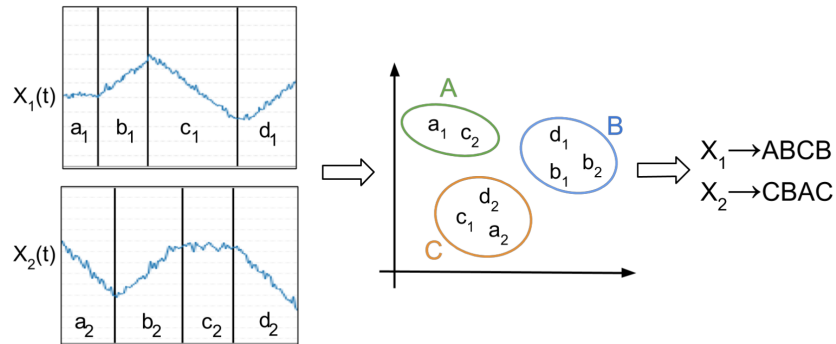 X₁(t)
a₁ b₁ c₁ d₁
X₂(t)
a₂ b₂ c₂ d₂
A
a₁ c₂
B
d₁
b₂
b₁
d₂
c₁
a₂
C
X₁→ABCB
X₂→CBAC